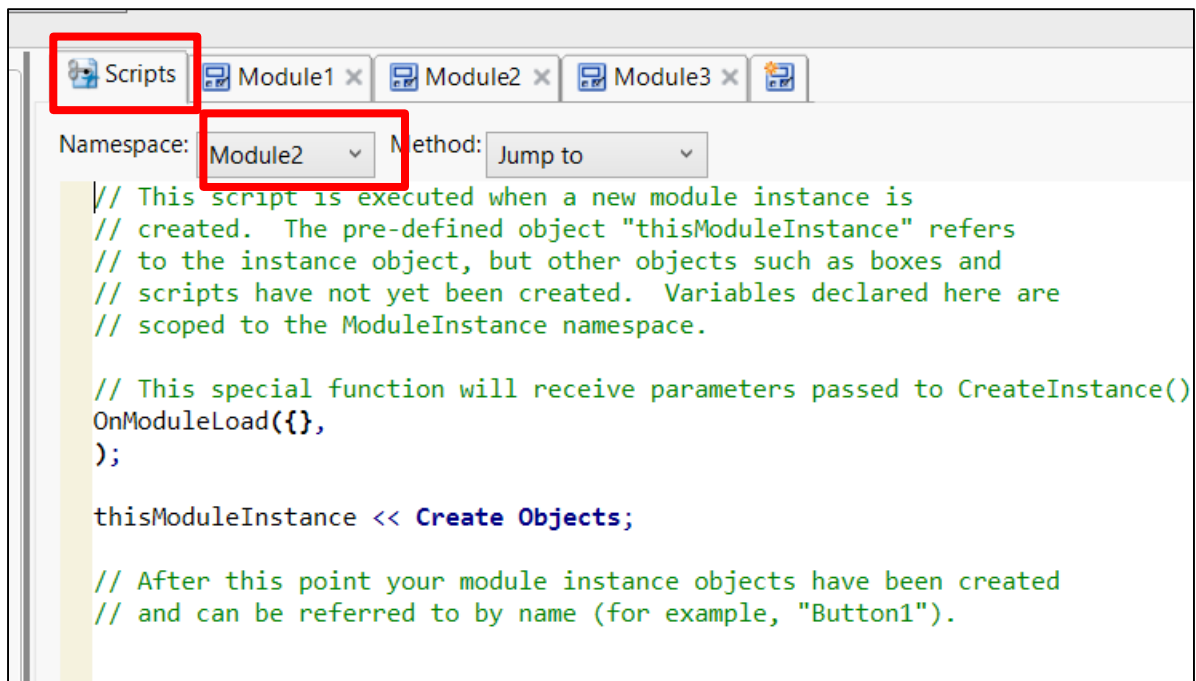 Scripts Module1 Module2 Module3
Namespace: Module2 Method: Jump to
// This script is executed when a new module instance is
// created.  The pre-defined object "thisModuleInstance" refers
// to the instance object, but other objects such as boxes and
// scripts have not yet been created.  Variables declared here are
// scoped to the ModuleInstance namespace.
// This special function will receive parameters passed to CreateInstance()
OnModuleLoad({},
);
thisModuleInstance << Create Objects;
// After this point your module instance objects have been created
// and can be referred to by name (for example, "Button1").